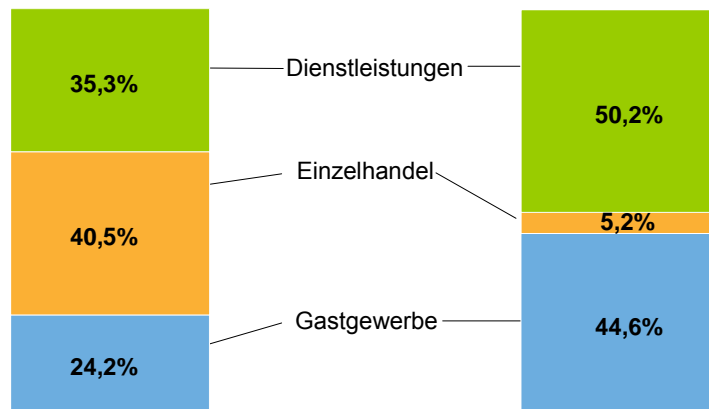 35,3%
Dienstleistungen
50,2%
Einzelhandel
5,2%
40,5%
Gastgewerbe
44,6%
24,2%